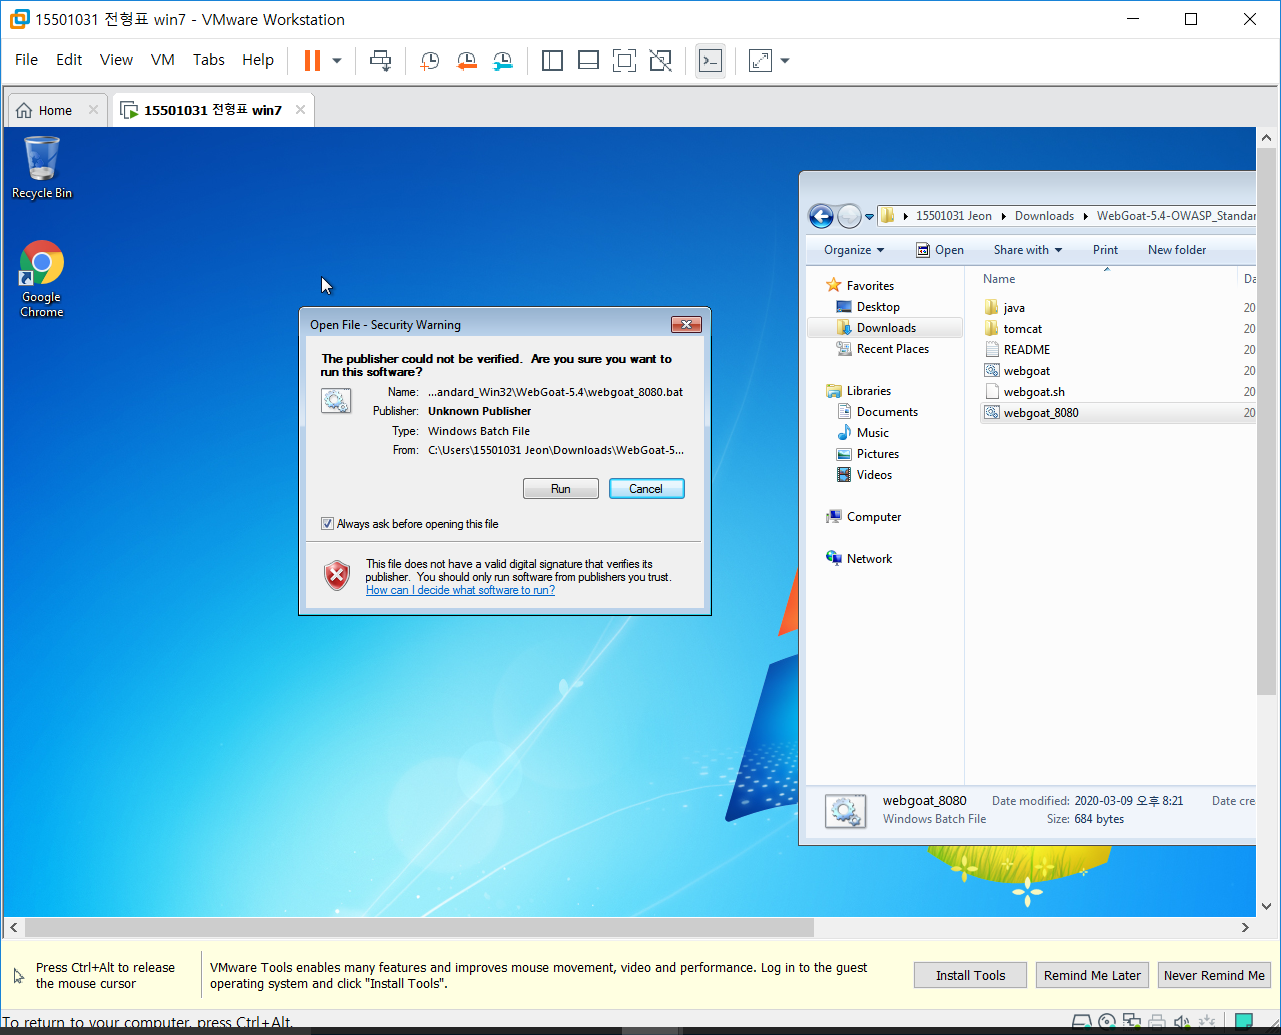 15501031 전형표 win7 - VMware Workstation
File Edit View VM Tabs Help
Home
15501031 전형표 win7
Recycle Bin
Google
Chrome
15501031 Jeon Downloads WebGoat-5.4-OWASP_Standar
Organize Open Share with Print New folder
Favorites
Desktop
Downloads
Recent Places
Libraries
Documents
Music
Pictures
Videos
Computer
Network
Name Da
java 20
tomcat 20
README 20
webgoat 20
webgoat.sh 20
webgoat_8080 20
Open File - Security Warning
The publisher could not be verified. Are you sure you want to
run this software?
Name: ...andard_Win32\WebGoat-5.4\webgoat_8080.bat
Publisher: Unknown Publisher
Type: Windows Batch File
From: C:\Users\15501031 Jeon\Downloads\WebGoat-5...
Run Cancel
Always ask before opening this file
This file does not have a valid digital signature that verifies its
publisher. You should only run software from publishers you trust.
How can I decide what software to run?
webgoat_8080 Date modified: 2020-03-09 오후 8:21 Date cre
Windows Batch File Size: 684 bytes
Press Ctrl+Alt to release
the mouse cursor
VMware Tools enables many features and improves mouse movement, video and performance. Log in to the guest
operating system and click "Install Tools".
Install Tools Remind Me Later Never Remind Me
To return to your computer, press Ctrl+Alt.